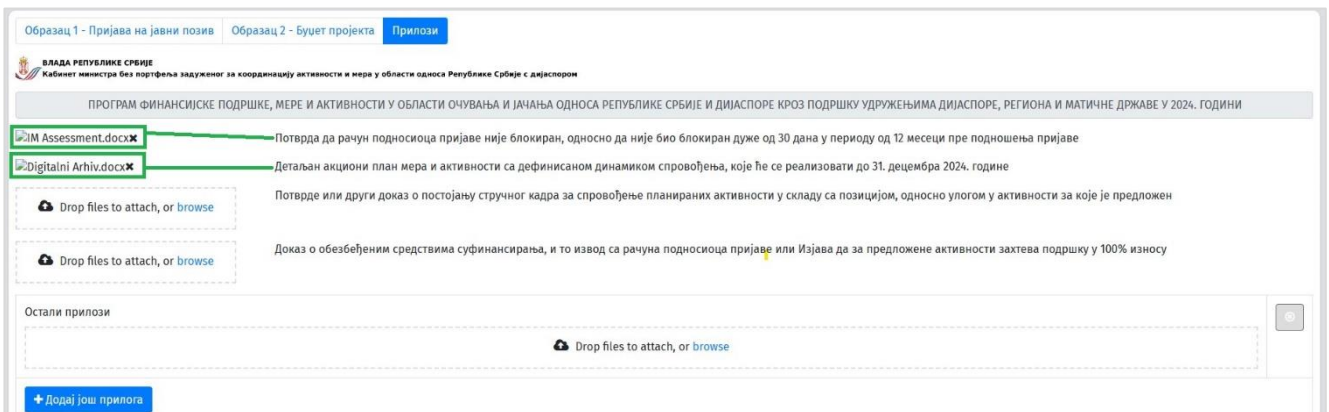 Образац 1 - Пријава на јавни позив Образац 2 - Буџет пројекта Прилози
ВЛАДА РЕПУБЛИКЕ СРБИЈЕ
Кабинет министра без портфеља задуженог за координацију активности и мера у области односа Републике Србије с дијаспором
ПРОГРАМ ФИНАНСИЈСКЕ ПОДРШКЕ, МЕРЕ И АКТИВНОСТИ У ОБЛАСТИ ОЧУВАЊА И ЈАЧАЊА ОДНОСА РЕПУБЛИКЕ СРБИЈЕ И ДИЈАСПОРЕ КРОЗ ПОДРШКУ УДРУЖЕЊИМА ДИЈАСПОРЕ, РЕГИОНА И МАТИЧНЕ ДРЖАВЕ У 2024. ГОДИНИ
IM Assessment.docx Потврда да рачун подносиоца пријаве није блокиран, односно да није био блокиран дуже од 30 дана у периоду од 12 месеци пре подношења пријаве
Digitalni Arhiv.docx Детаљан акциони план мера и активности са дефинисаном динамиком спровођења, које ће се реализовати до 31. децембра 2024. године
Drop files to attach, or browse Потврде или други доказ о постојању стручног кадра за спровођење планираних активности у складу са позицијом, односно улогом у активности за које је предложен
Drop files to attach, or browse Доказ о обезбеђеним средствима суфинансирања, и то извод са рачуна подносиоца пријаве или Изјава да за предложене активности захтева подршку у 100% износу
Остали прилози
Drop files to attach, or browse
+ Додај још прилога